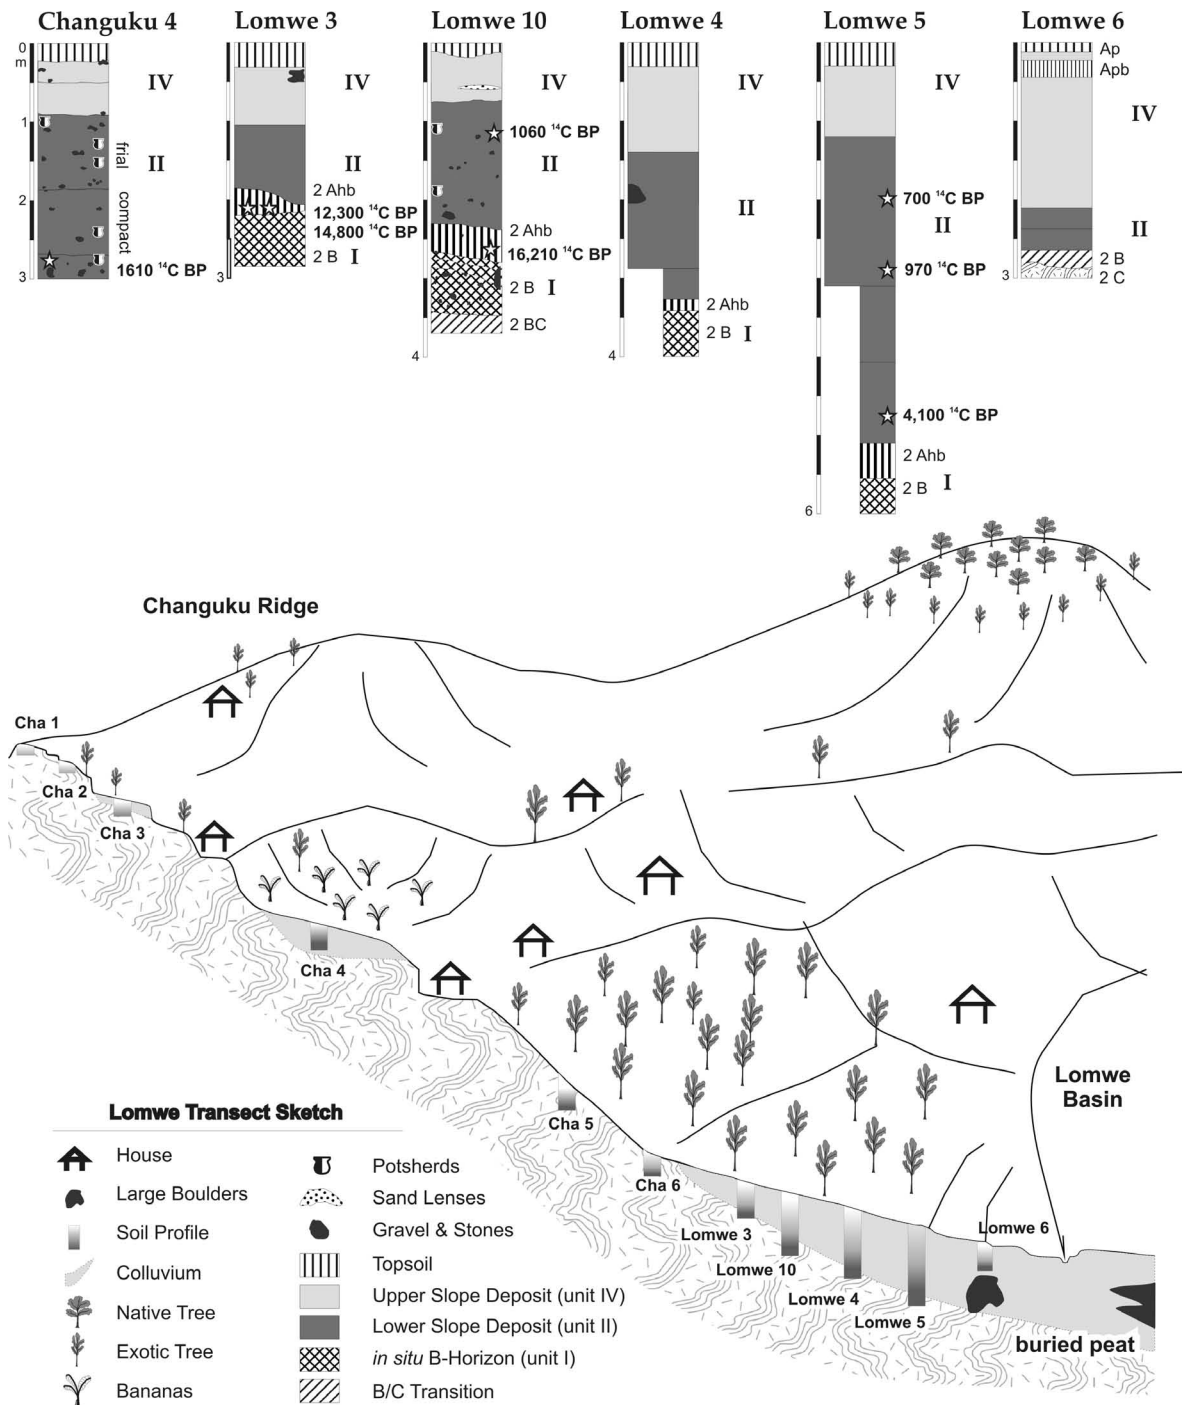 Changuku 4
Lomwe 3
Lomwe 10
Lomwe 4
Lomwe 5
Lomwe 6
0
m
1
2
3
IV
II
frial
compact
1610 ¹⁴C BP
IV
II
2 Ahb
12,300 ¹⁴C BP
14,800 ¹⁴C BP
2 B I
3
IV
1060 ¹⁴C BP
II
2 Ahb
16,210 ¹⁴C BP
2 B I
2 BC
4
IV
II
2 Ahb
2 B I
4
IV
700 ¹⁴C BP
II
970 ¹⁴C BP
4,100 ¹⁴C BP
2 Ahb
2 B I
6
Ap
Apb
IV
II
2 B
2 C
3
Changuku Ridge
Cha 1
Cha 2
Cha 3
Cha 4
Cha 5
Cha 6
Lomwe 3
Lomwe 10
Lomwe 4
Lomwe 5
Lomwe 6
Lomwe
Basin
buried peat
Lomwe Transect Sketch
House
Large Boulders
Soil Profile
Colluvium
Native Tree
Exotic Tree
Bananas
Potsherds
Sand Lenses
Gravel & Stones
Topsoil
Upper Slope Deposit (unit IV)
Lower Slope Deposit (unit II)
in situ B-Horizon (unit I)
B/C Transition